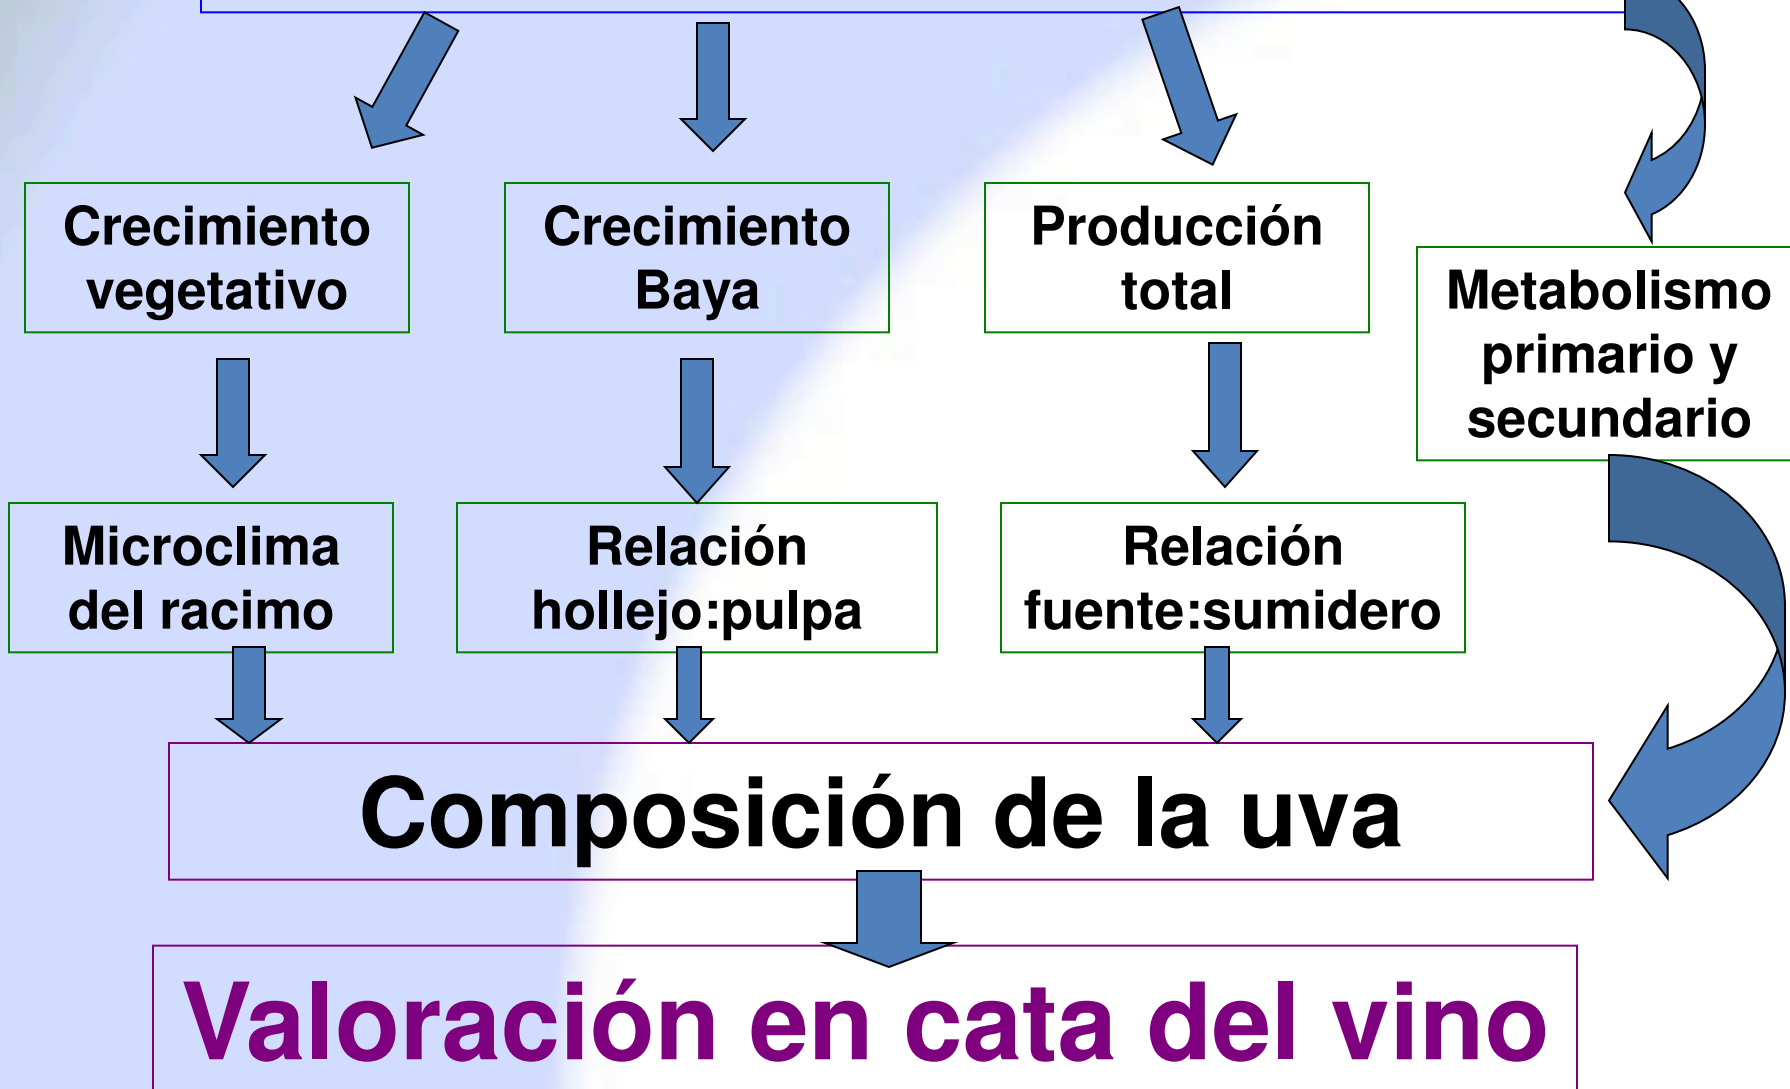 Crecimiento
vegetativo
Crecimiento
Baya
Producción
total
Metabolismo
primario y
secundario
Microclima
del racimo
Relación
hollejo:pulpa
Relación
fuente:sumidero
Composición de la uva
Valoración en cata del vino